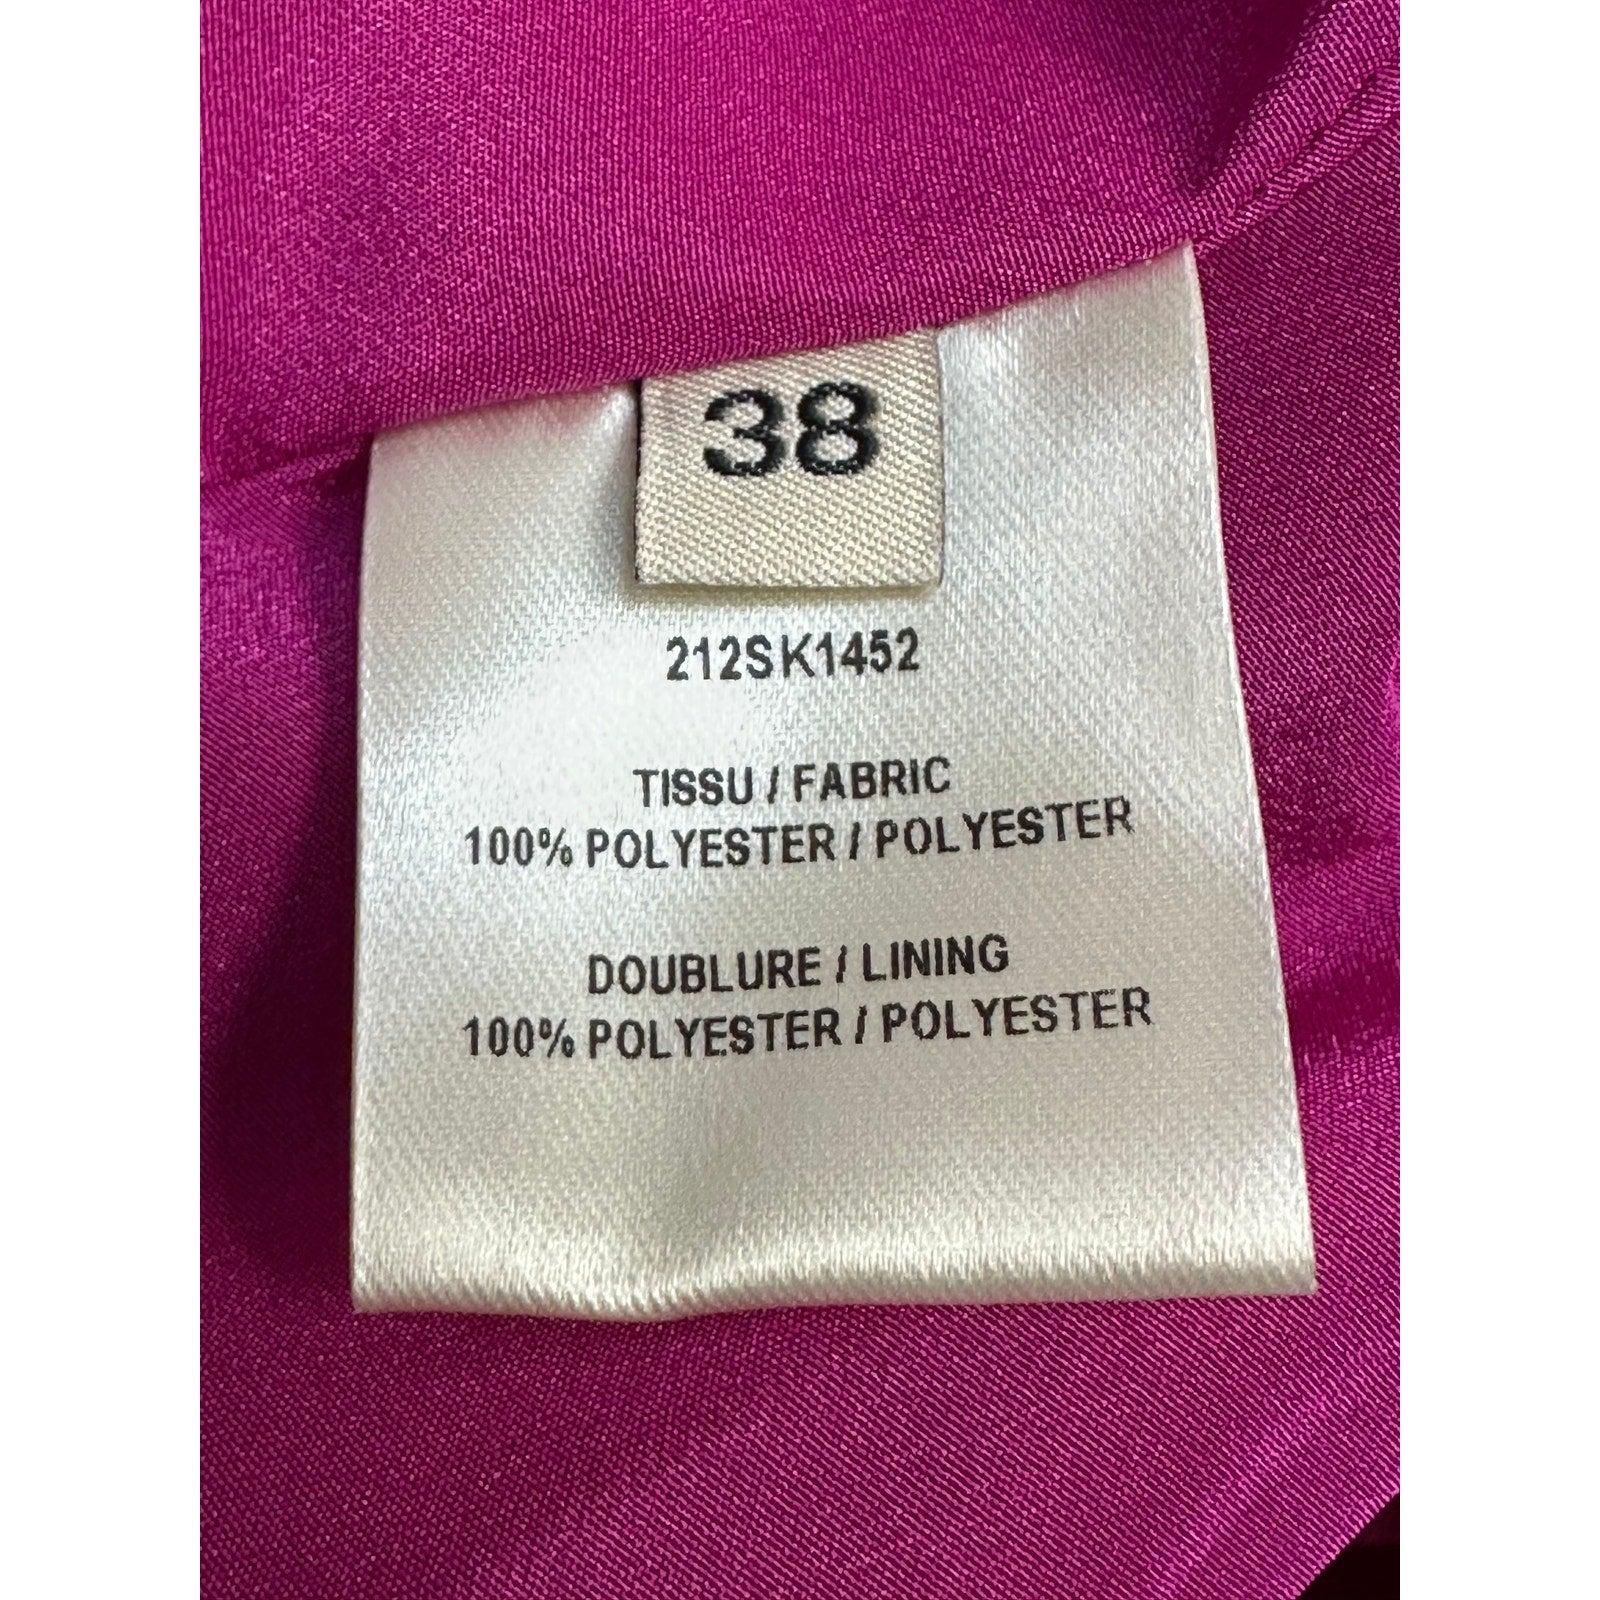 38
212SK1452
TISSU / FABRIC
100% POLYESTER / POLYESTER
DOUBLURE / LINING
100% POLYESTER / POLYESTER